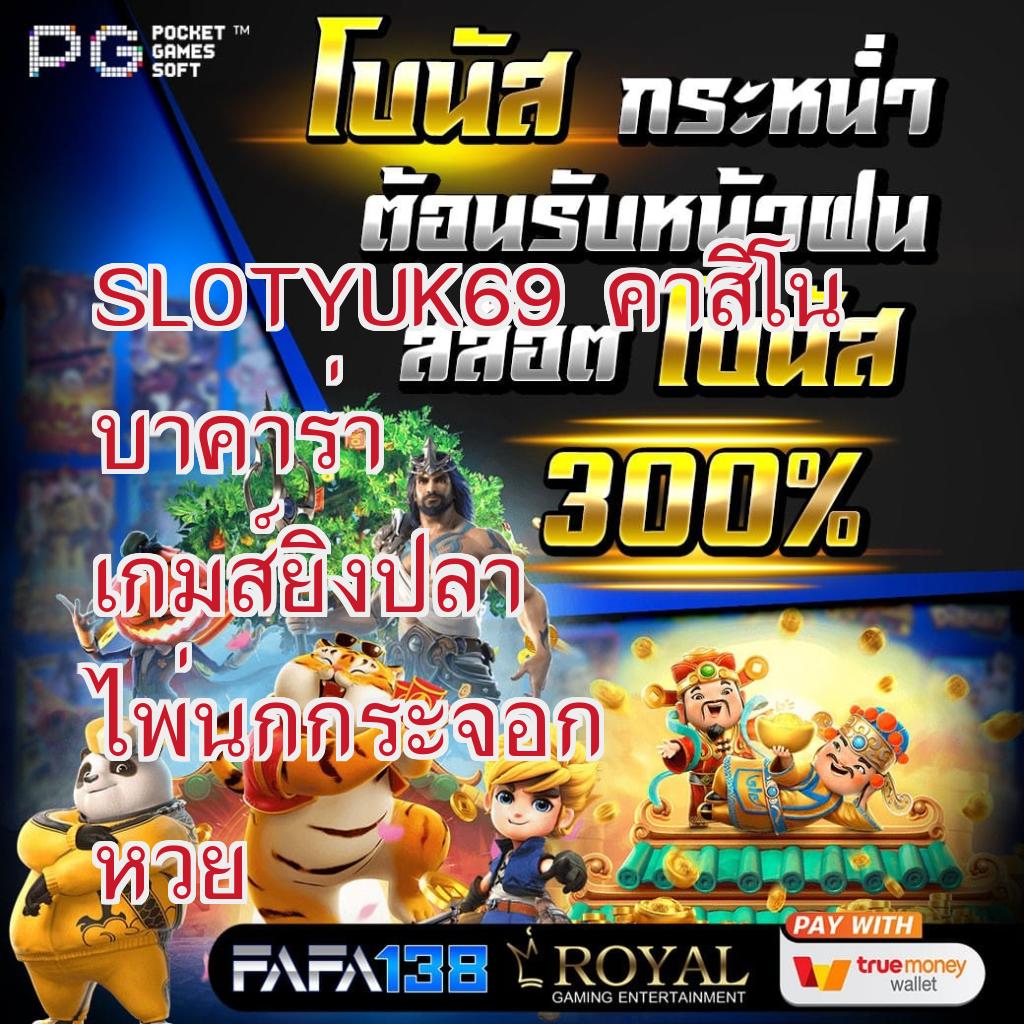 PG POCKET GAMES SOFT™
โบนัส กระหน่ำ
ต้อนรับหน้าฝน
SLOTYUK69 คาสิโน
สล็อต โบนัส
บาคาร่า
300%
เกมส์ยิงปลา
ไพ่นกกระจอก
หวย
FAFA138
ROYAL
GAMING ENTERTAINMENT
PAY WITH
truemoney
wallet